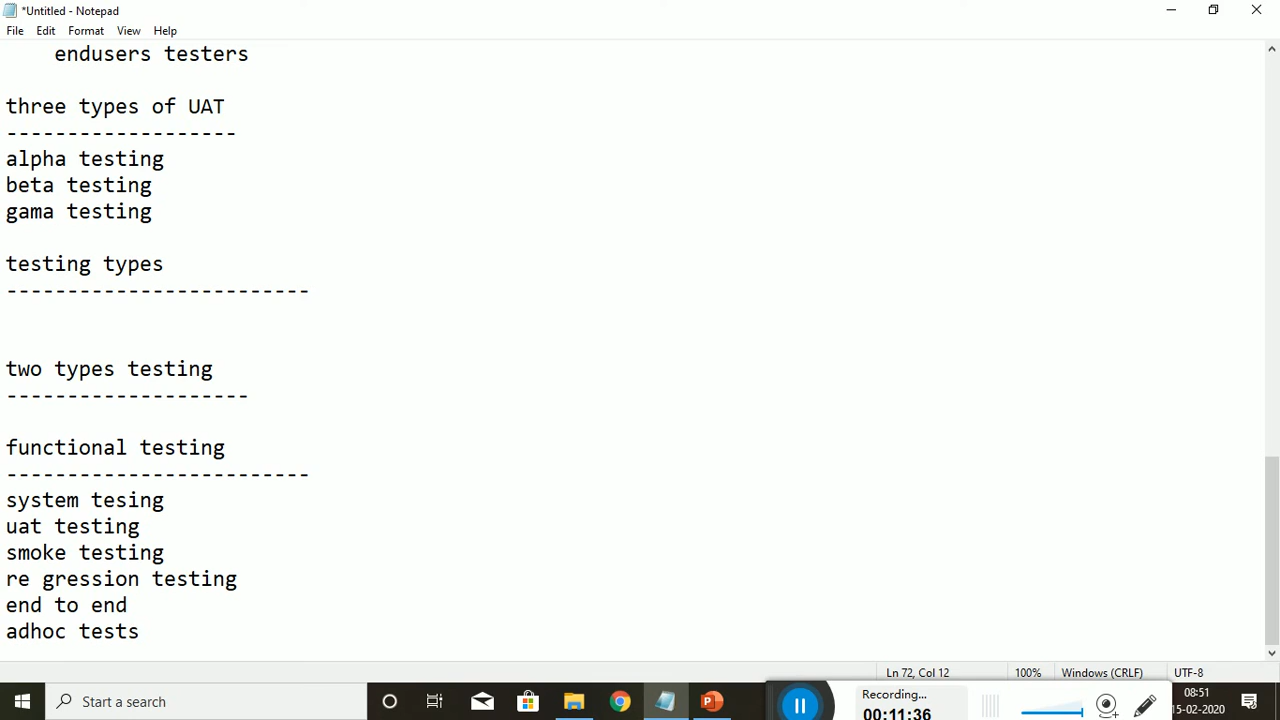 *Untitled - Notepad
File Edit Format View Help
endusers testers
three types of UAT
-------------------
alpha testing
beta testing
gama testing
testing types
-------------------------
two types testing
--------------------
functional testing
-------------------------
system tesing
uat testing
smoke testing
re gression testing
end to end
adhoc tests
Ln 72, Col 12 100% Windows (CRLF) UTF-8
Start a search
Recording...
00:11:36
08:51
15-02-2020